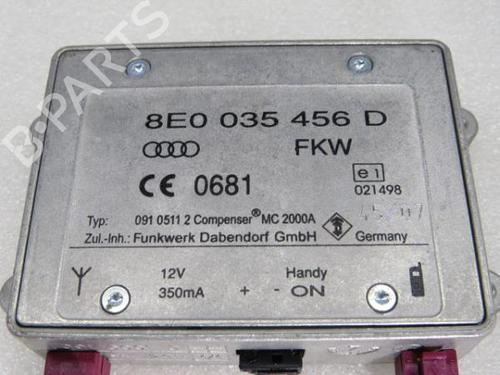 8E0 035 456 D
FKW
e1
CE 0681
021498
Typ: 091 0511 2 Compenser® MC 2000A
Zul.-Inh.: Funkwerk Dabendorf GmbH Germany
12V Handy
350mA + - ON
B-PARTS